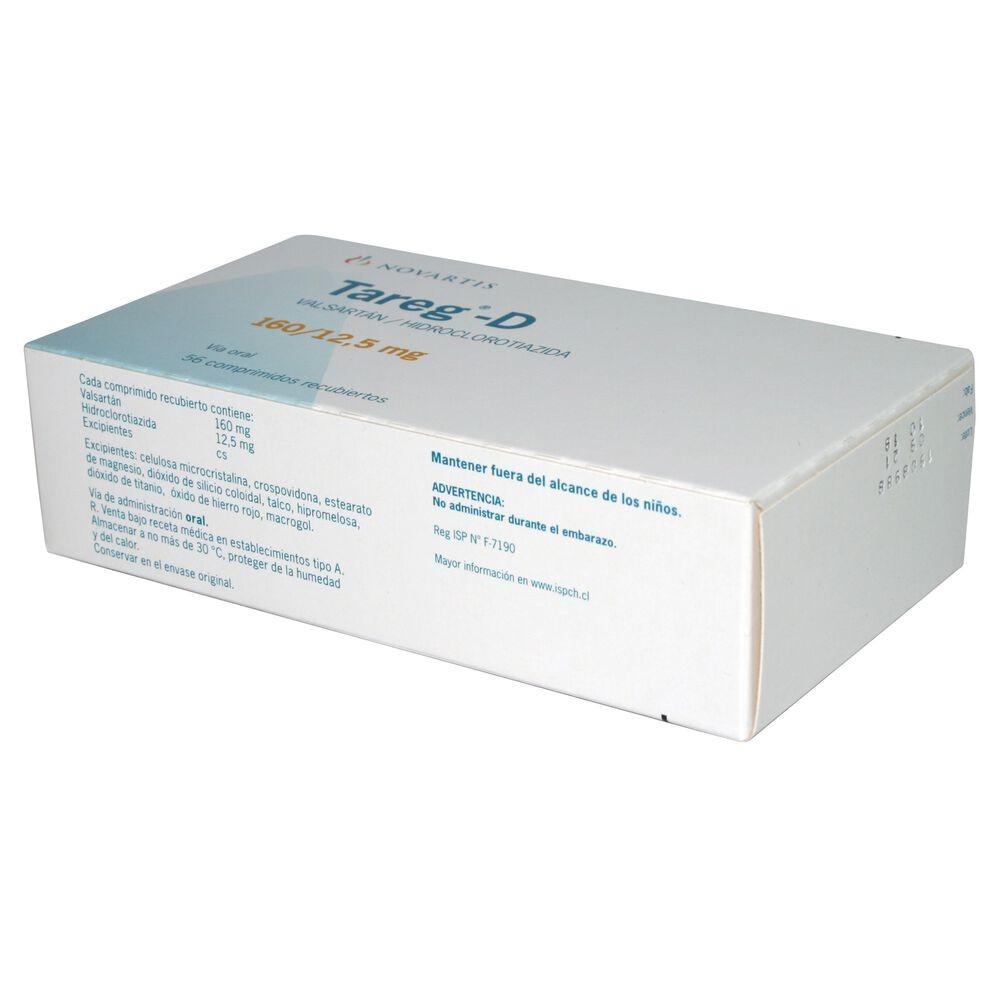 NOVARTIS
Tareg®-D
VALSARTÁN / HIDROCLOROTIAZIDA
160/12,5 mg
Vía oral
56 comprimidos recubiertos
Cada comprimido recubierto contiene:
Valsartán 160 mg
Hidroclorotiazida 12,5 mg
Excipientes cs
Excipientes: celulosa microcristalina, crospovidona, estearato
de magnesio, dióxido de silicio coloidal, talco, hipromelosa,
dióxido de titanio, óxido de hierro rojo, macrogol.
Vía de administración oral.
R. Venta bajo receta médica en establecimientos tipo A.
Almacenar a no más de 30 °C, proteger de la humedad
y del calor.
Conservar en el envase original.
Mantener fuera del alcance de los niños.
ADVERTENCIA:
No administrar durante el embarazo.
Reg ISP N° F-7190
Mayor información en www.ispch.cl